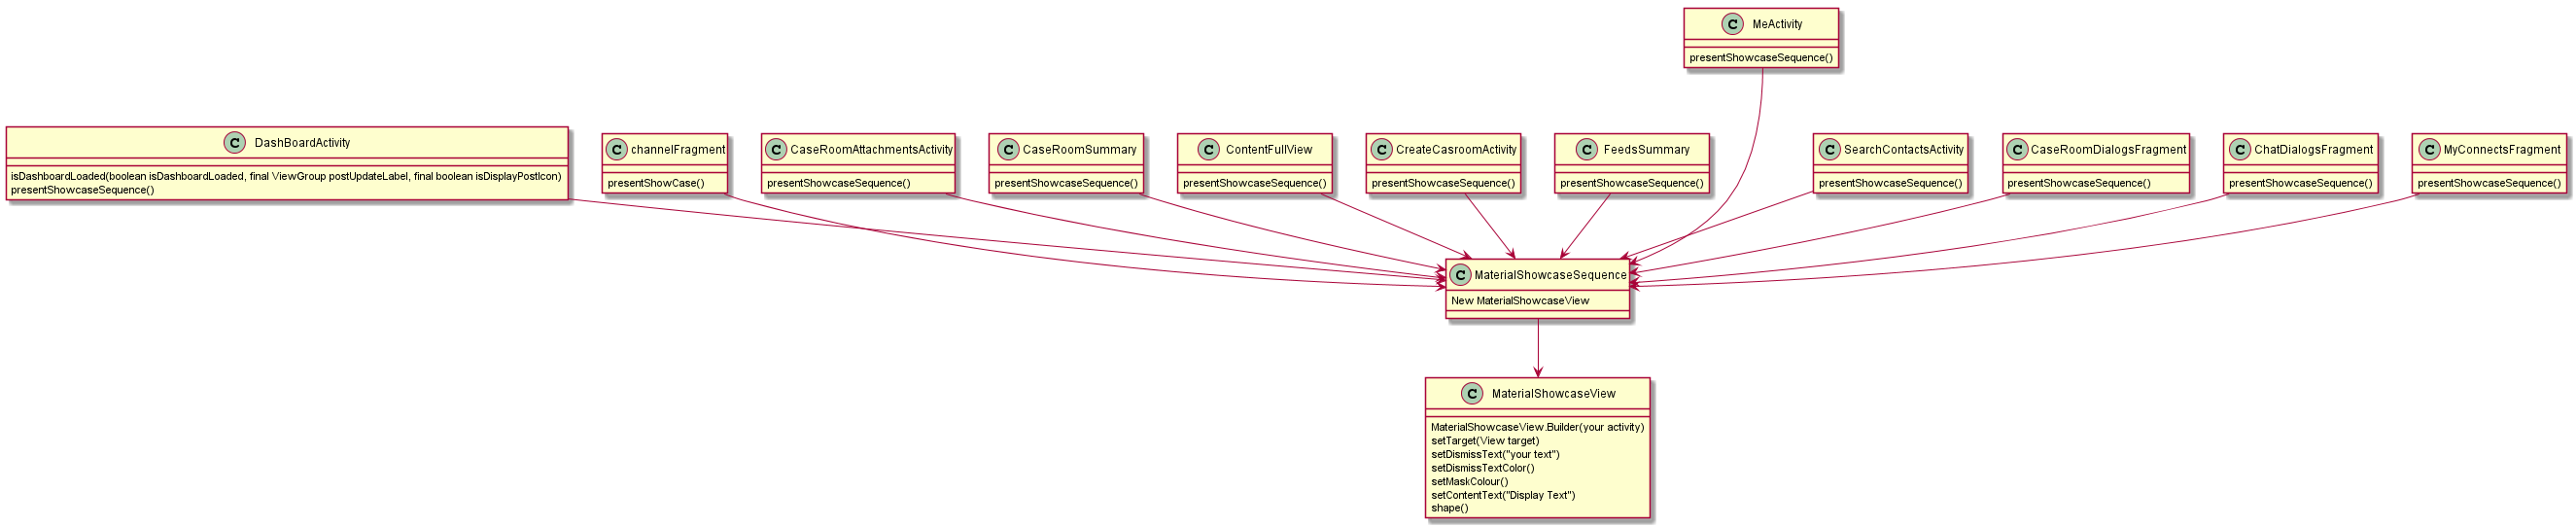 C MeActivity
presentShowcaseSequence()
C DashBoardActivity
isDashboardLoaded(boolean isDashboardLoaded, final ViewGroup postUpdateLabel, final boolean isDisplayPostIcon)
presentShowcaseSequence()
C channelFragment
presentShowCase()
C CaseRoomAttachmentsActivity
presentShowcaseSequence()
C CaseRoomSummary
presentShowcaseSequence()
C ContentFullView
presentShowcaseSequence()
C CreateCasroomActivity
presentShowcaseSequence()
C FeedsSummary
presentShowcaseSequence()
C SearchContactsActivity
presentShowcaseSequence()
C CaseRoomDialogsFragment
presentShowcaseSequence()
C ChatDialogsFragment
presentShowcaseSequence()
C MyConnectsFragment
presentShowcaseSequence()
C MaterialShowcaseSequence
New MaterialShowcaseView
C MaterialShowcaseView
MaterialShowcaseView.Builder(your activity)
setTarget(View target)
setDismissText("your text")
setDismissTextColor()
setMaskColour()
setContentText("Display Text")
shape()